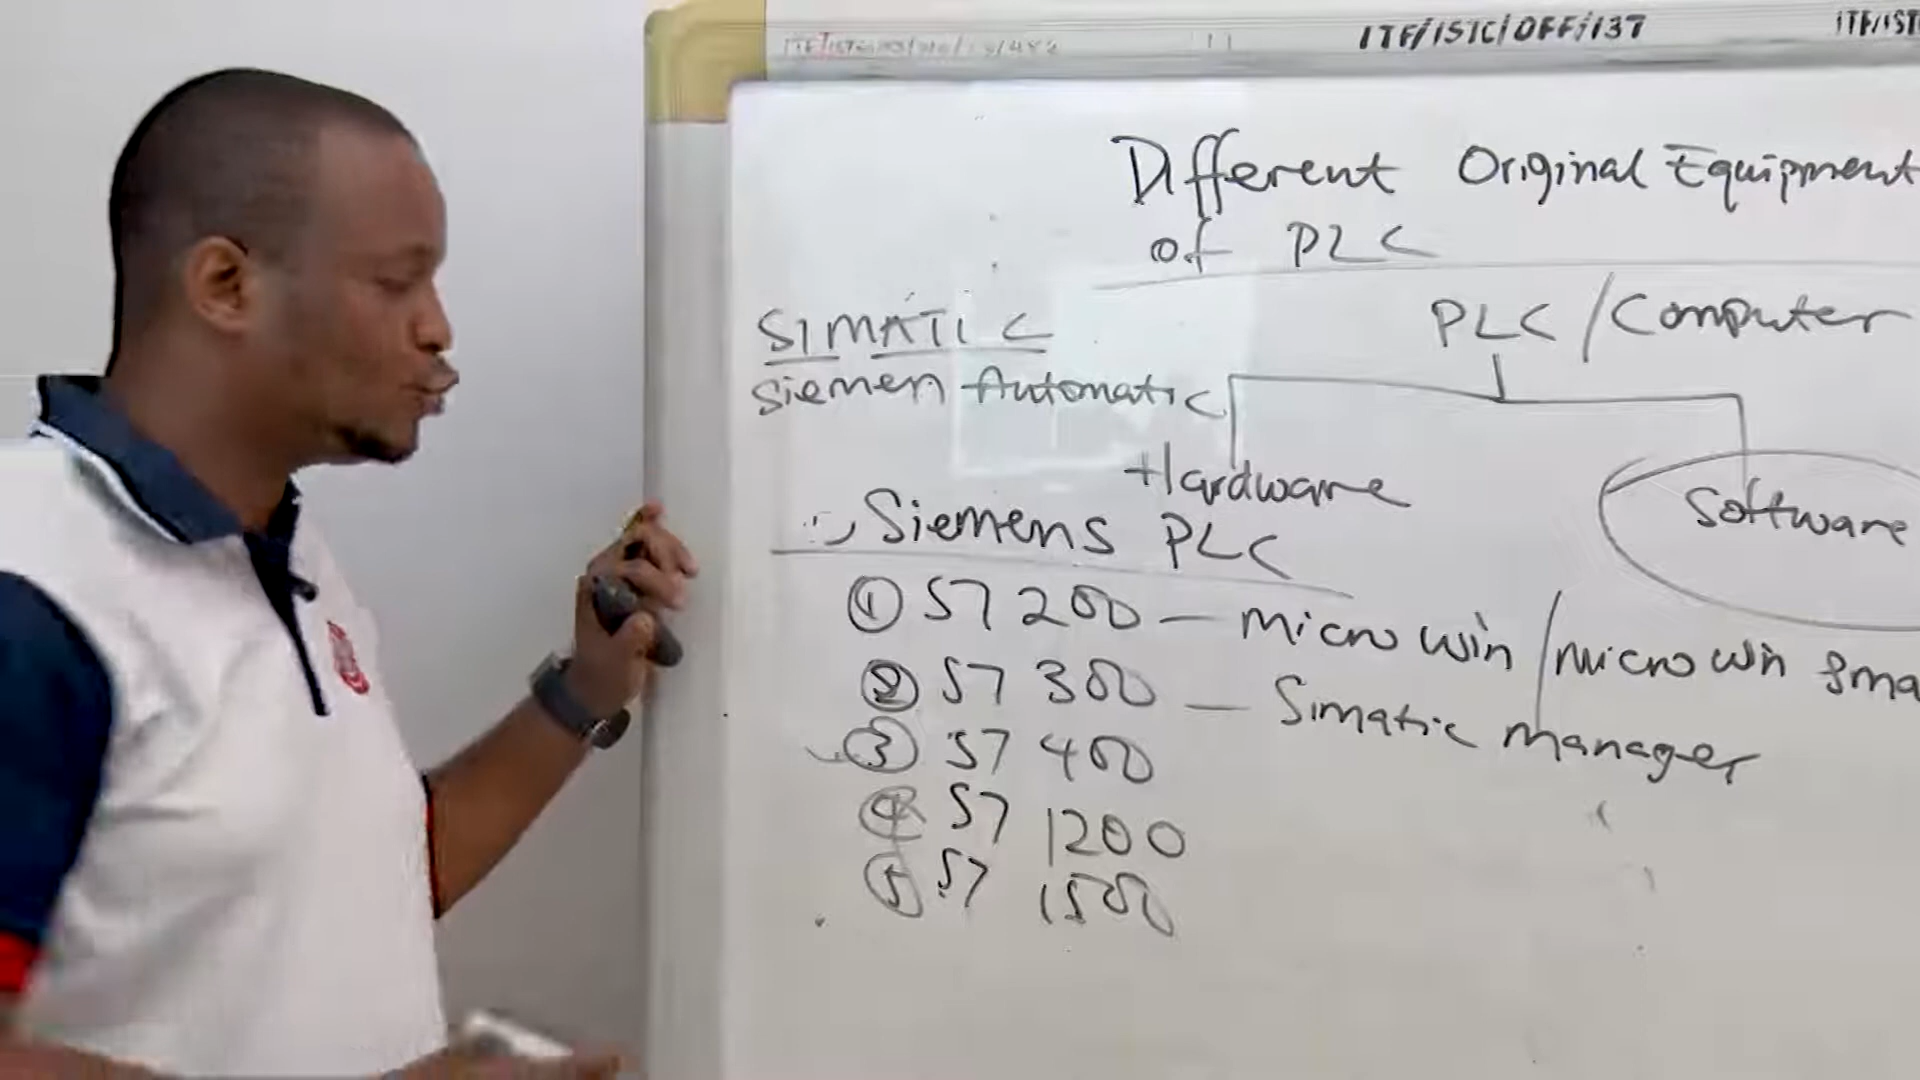 ITF/ISTC/OFF/137
Different Original Equipment
of PLC
PLC / Computer
SIMATIC
Siemen Automatic
Hardware
Software
Siemens PLC
① S7 200 - micro win / micro win sma
② S7 300 - Simatic manager
③ S7 400
④ S7 1200
⑤ S7 1500